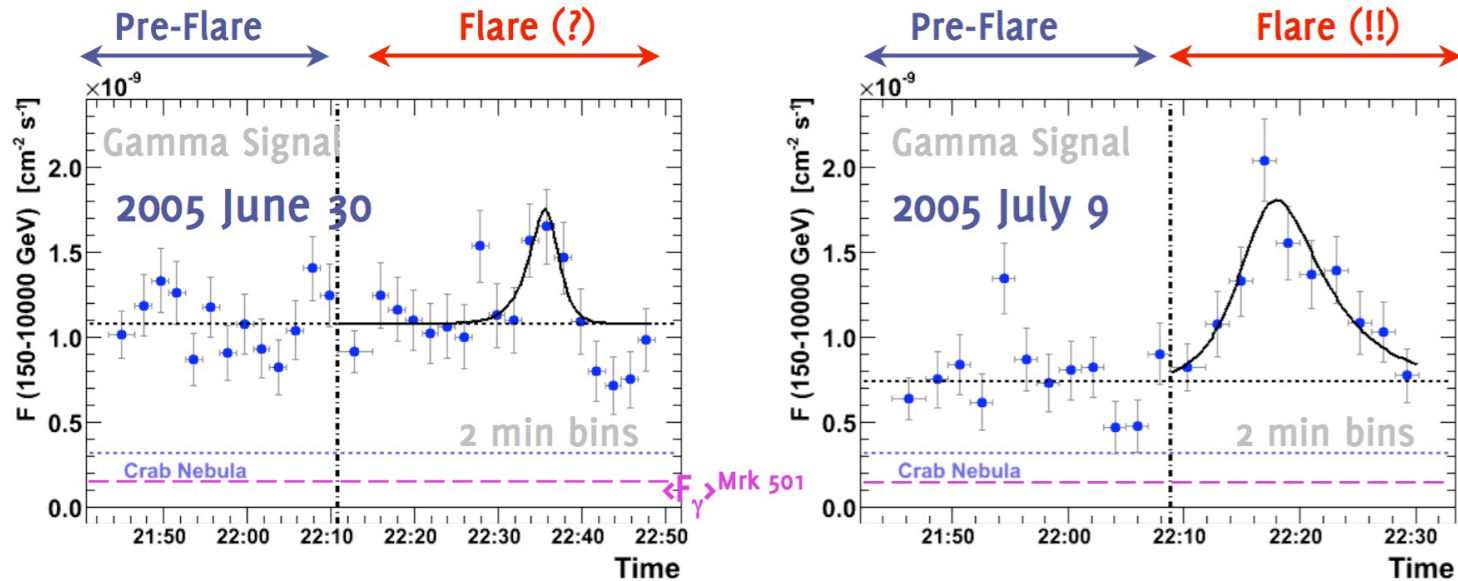 Pre-Flare
Flare (?)
×10⁻⁹
F (150-10000 GeV) [cm⁻² s⁻¹]
2.0
1.5
1.0
0.5
0.0
Gamma Signal
2005 June 30
2 min bins
Crab Nebula
<Fγ> Mrk 501
21:50 22:00 22:10 22:20 22:30 22:40 22:50
Time
Pre-Flare
Flare (!!)
×10⁻⁹
F (150-10000 GeV) [cm⁻² s⁻¹]
2.0
1.5
1.0
0.5
0.0
Gamma Signal
2005 July 9
2 min bins
Crab Nebula
21:50 22:00 22:10 22:20 22:30
Time